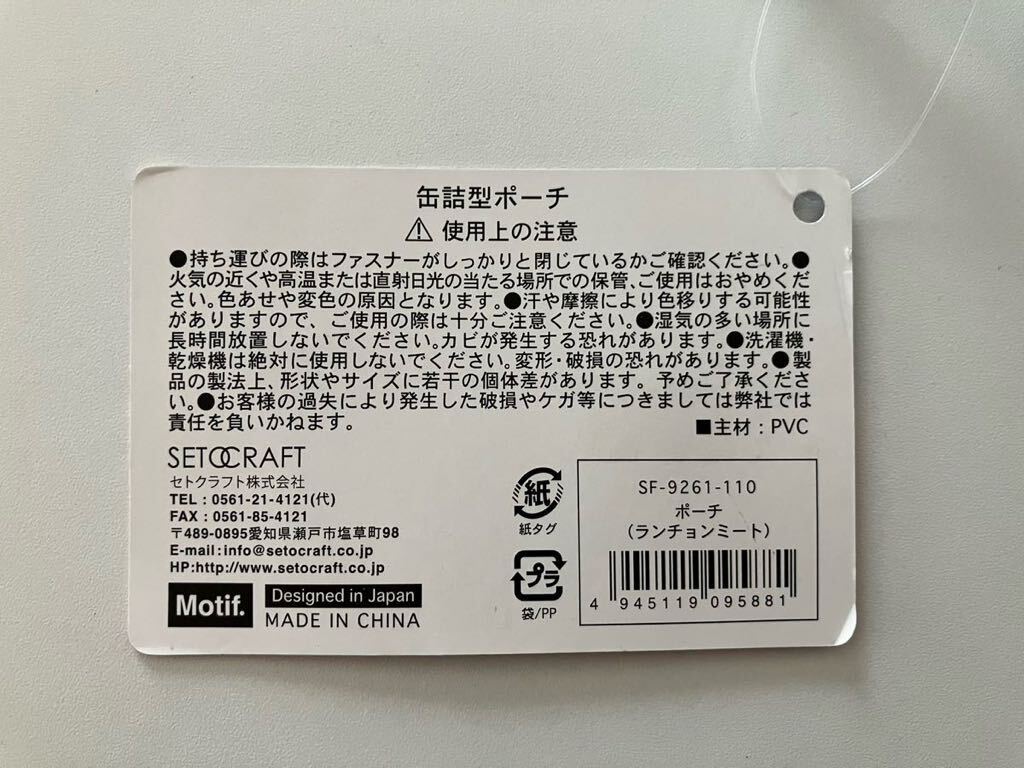 缶詰型ポーチ
⚠ 使用上の注意
●持ち運びの際はファスナーがしっかりと閉じているかご確認ください。●
火気の近くや高温または直射日光の当たる場所での保管、ご使用はおやめくだ
さい。色あせや変色の原因となります。●汗や摩擦により色移りする可能性
がありますので、ご使用の際は十分ご注意ください。●湿気の多い場所に
長時間放置しないでください。カビが発生する恐れがあります。●洗濯機・
乾燥機は絶対に使用しないでください。変形・破損の恐れがあります。●製
品の製法上、形状やサイズに若干の個体差があります。予めご了承くださ
い。●お客様の過失により発生した破損やケガ等につきましては弊社では
責任を負いかねます。
■主材：PVC
SETOCRAFT
セトクラフト株式会社
TEL：0561-21-4121(代)
FAX：0561-85-4121
〒489-0895愛知県瀬戸市塩草町98
E-mail:info@setocraft.co.jp
HP:http://www.setocraft.co.jp
Motif.
Designed in Japan
MADE IN CHINA
紙
紙タグ
プラ
袋/PP
SF-9261-110
ポーチ
（ランチョンミート）
4 945119 095881